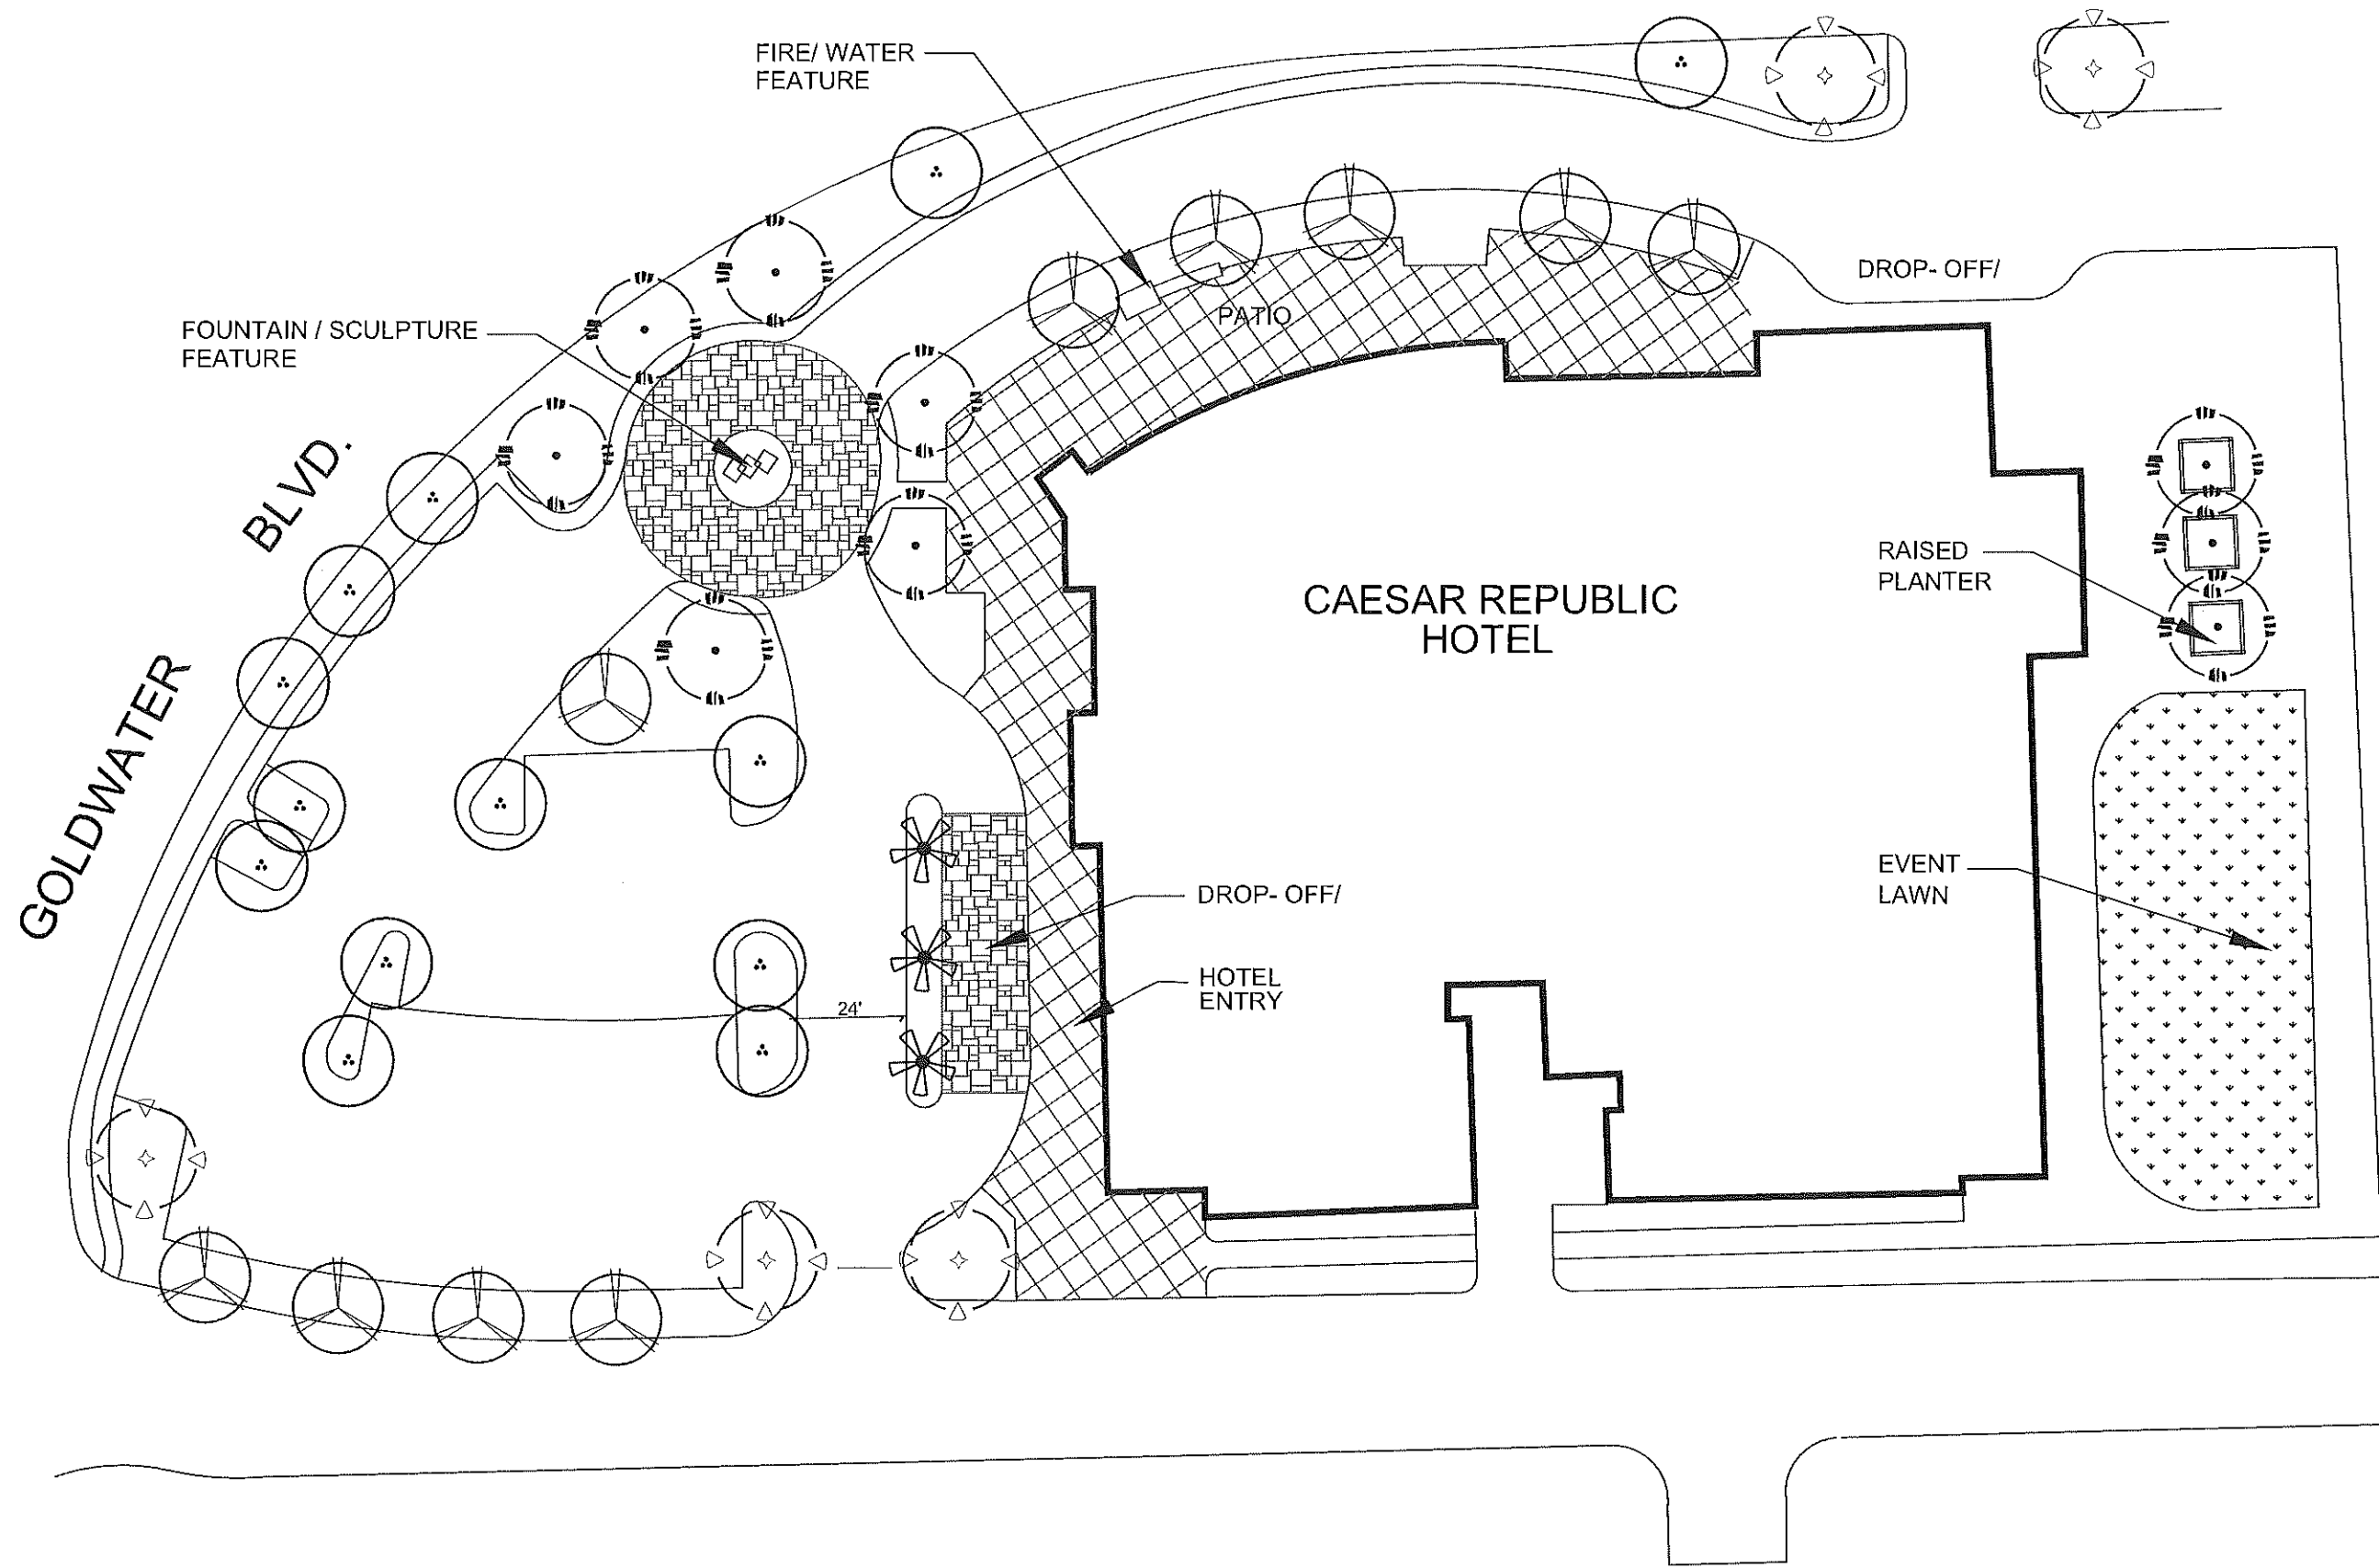 FIRE/ WATER
FEATURE
FOUNTAIN / SCULPTURE
FEATURE
PATIO
DROP- OFF/
GOLDWATER BLVD.
CAESAR REPUBLIC
HOTEL
RAISED
PLANTER
EVENT
LAWN
DROP- OFF/
HOTEL
ENTRY
24'